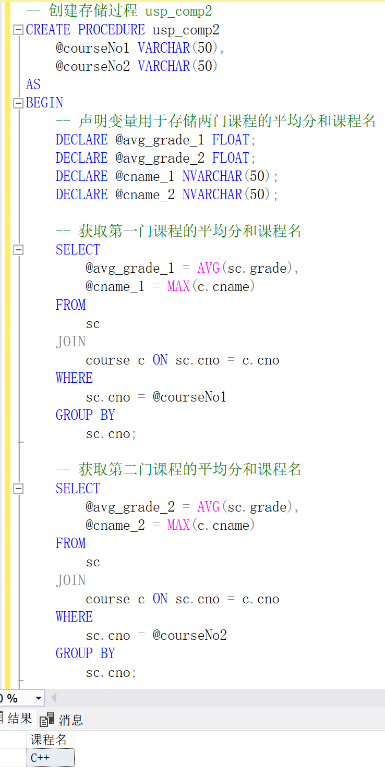 -- 创建存储过程 usp_comp2
CREATE PROCEDURE usp_comp2
@courseNo1 VARCHAR(50),
@courseNo2 VARCHAR(50)
AS
BEGIN
-- 声明变量用于存储两门课程的平均分和课程名
DECLARE @avg_grade_1 FLOAT;
DECLARE @avg_grade_2 FLOAT;
DECLARE @cname_1 NVARCHAR(50);
DECLARE @cname_2 NVARCHAR(50);
-- 获取第一门课程的平均分和课程名
SELECT
@avg_grade_1 = AVG(sc.grade),
@cname_1 = MAX(c.cname)
FROM
sc
JOIN
course c ON sc.cno = c.cno
WHERE
sc.cno = @courseNo1
GROUP BY
sc.cno;
-- 获取第二门课程的平均分和课程名
SELECT
@avg_grade_2 = AVG(sc.grade),
@cname_2 = MAX(c.cname)
FROM
sc
JOIN
course c ON sc.cno = c.cno
WHERE
sc.cno = @courseNo2
GROUP BY
sc.cno;
0 %
结果 消息
课程名
C++